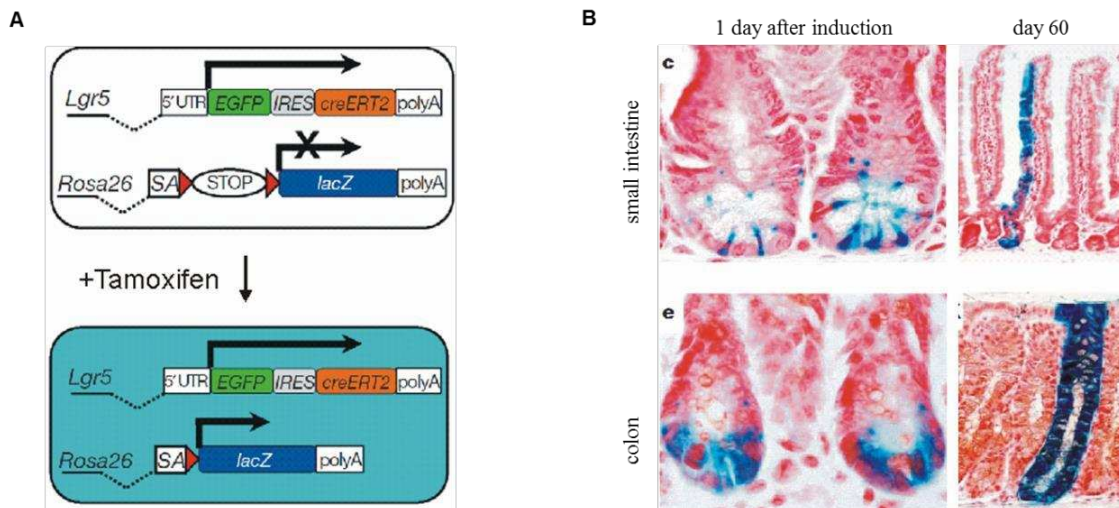 A
Lgr5
5' UTR EGFP IRES creERT2 polyA
X
Rosa26 SA STOP lacZ polyA
+Tamoxifen
Lgr5
5' UTR EGFP IRES creERT2 polyA
Rosa26 SA lacZ polyA
B
1 day after induction day 60
small intestine
c
colon
e